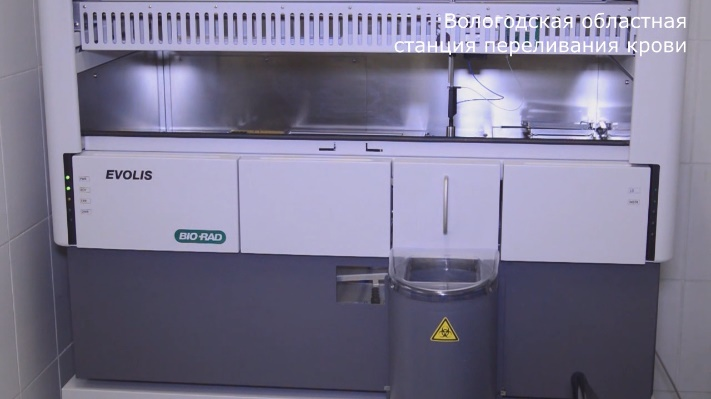 Вологодская областная
станция переливания крови
EVOLIS
BIO-RAD